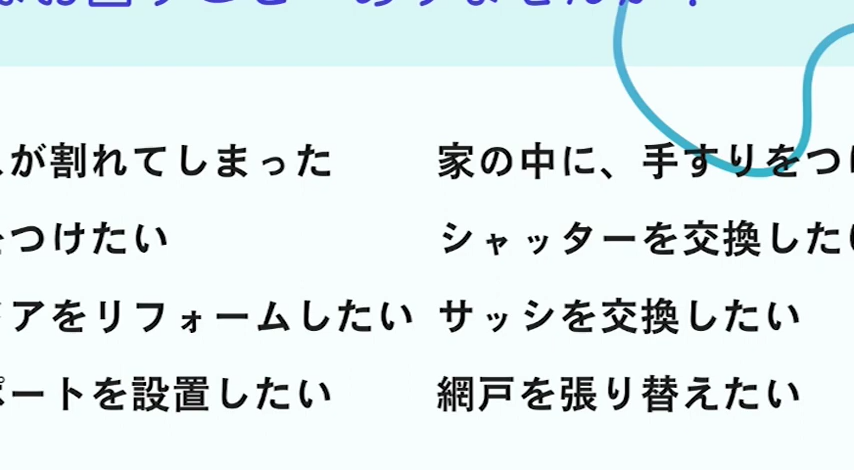 が割れてしまった
つけたい
アをリフォームしたい
ートを設置したい
家の中に、手すりをつ
シャッターを交換した
サッシを交換したい
網戸を張り替えたい